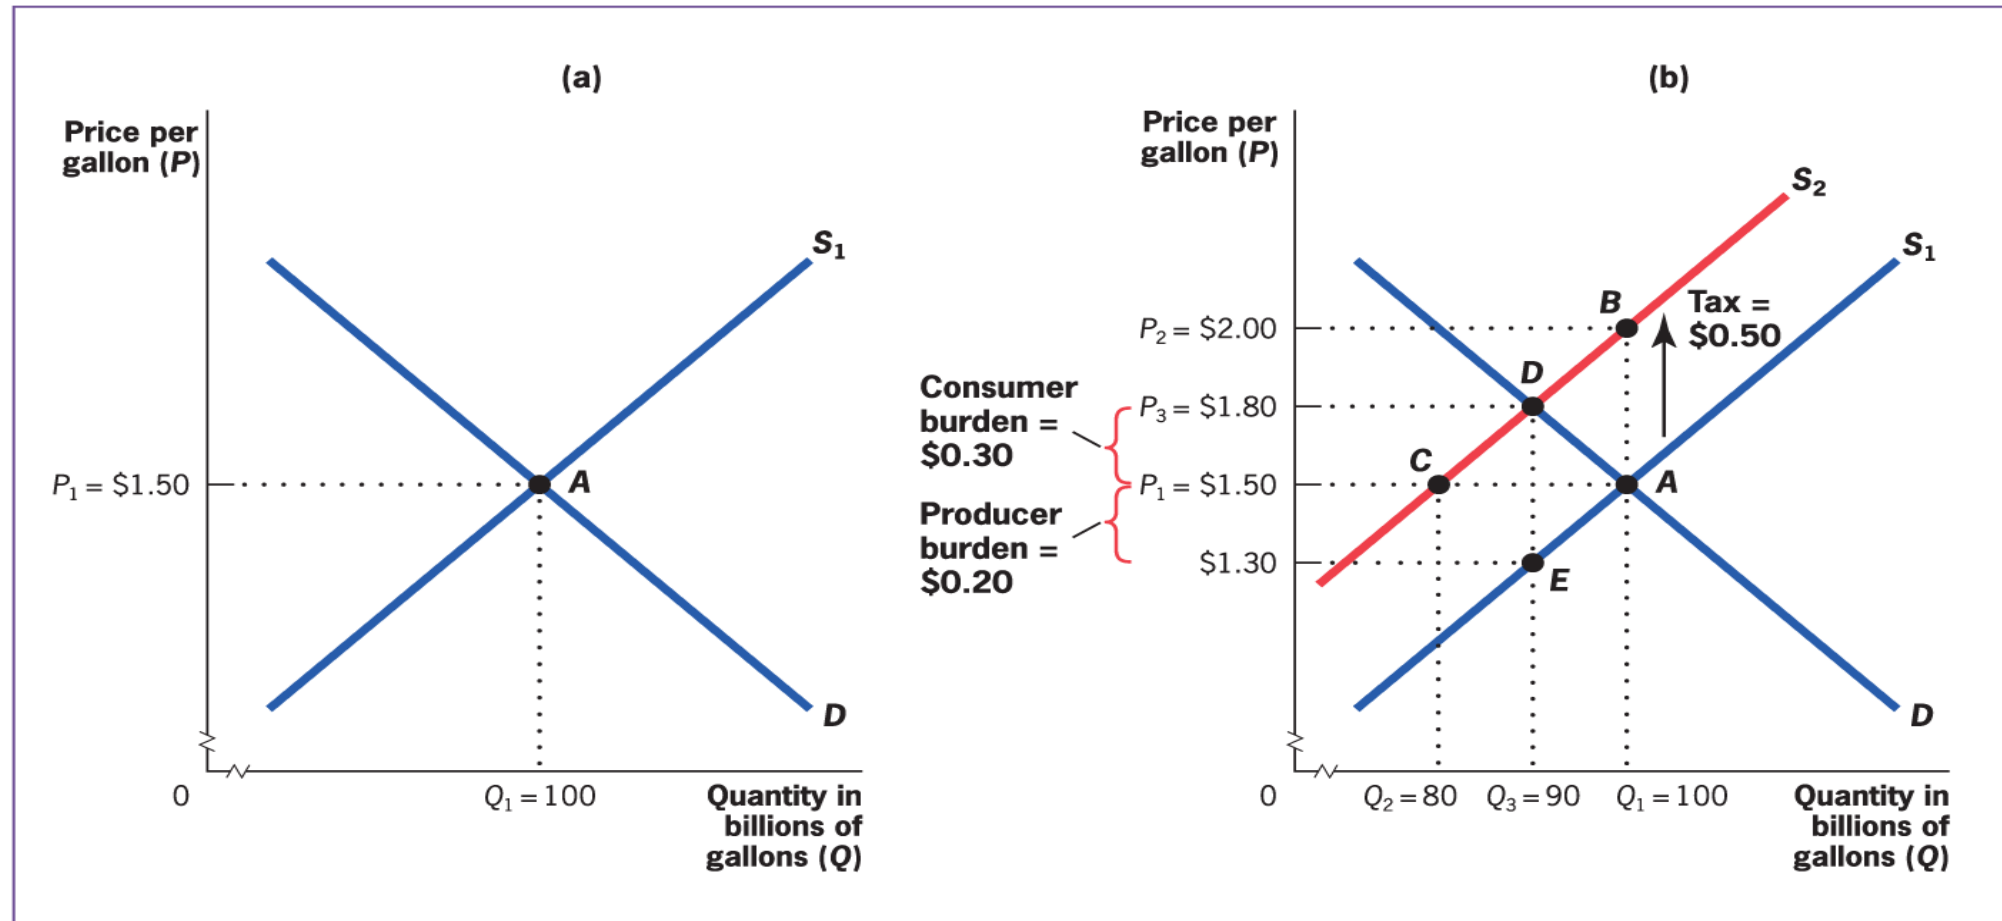 (a)
Price per
gallon (P)
S₁
P₁ = $1.50
A
D
0
Q₁ = 100
Quantity in
billions of
gallons (Q)
(b)
Price per
gallon (P)
S₂
S₁
B
Tax =
$0.50
P₂ = $2.00
D
Consumer
burden =
$0.30
P₃ = $1.80
C
P₁ = $1.50
A
Producer
burden =
$0.20
$1.30
E
D
0
Q₂ = 80
Q₃ = 90
Q₁ = 100
Quantity in
billions of
gallons (Q)